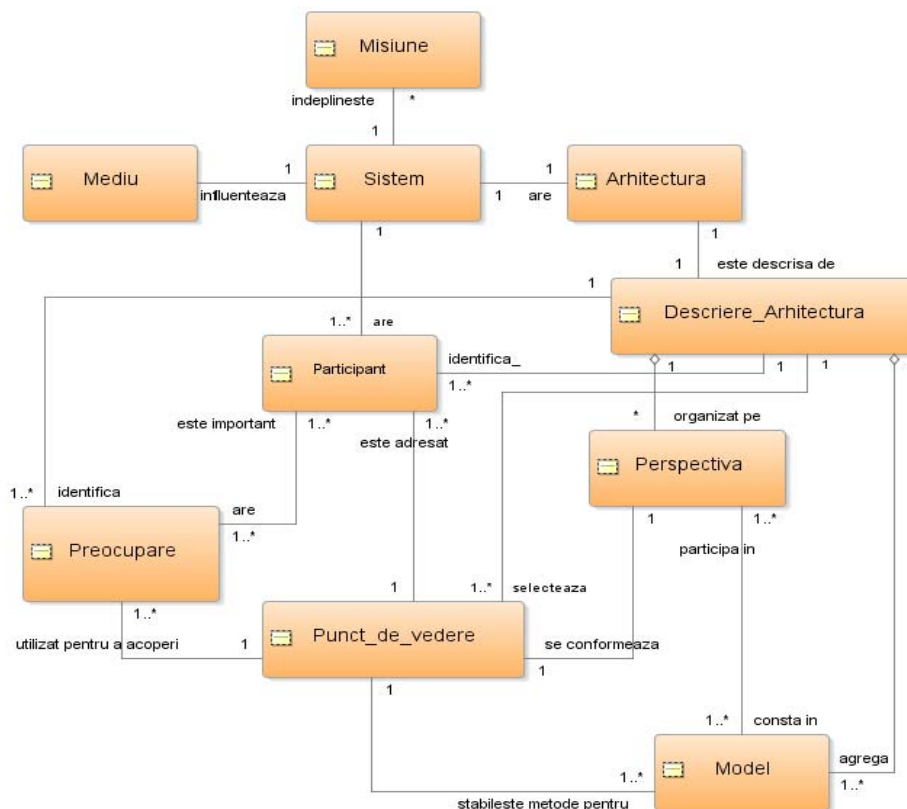 Misiune
indeplineste *
1
Mediu
1
influenteaza
Sistem
1
1 are
Arhitectura
1
1
1 este descrisa de
1
Descriere_Arhitectura
1..* are
Participant
identifica_
1..*
1
1
1
este important 1..*
1..*
este adresat
* organizat pe
Perspectiva
1..* identifica
are
1..*
Preocupare
1
1..*
participa in
1..*
utilizat pentru a acoperi
1
1
1..* selecteaza
Punct_de_vedere
se conformeaza
1
1
1..* consta in
Model
agrega
1..*
1..*
stabileste metode pentru